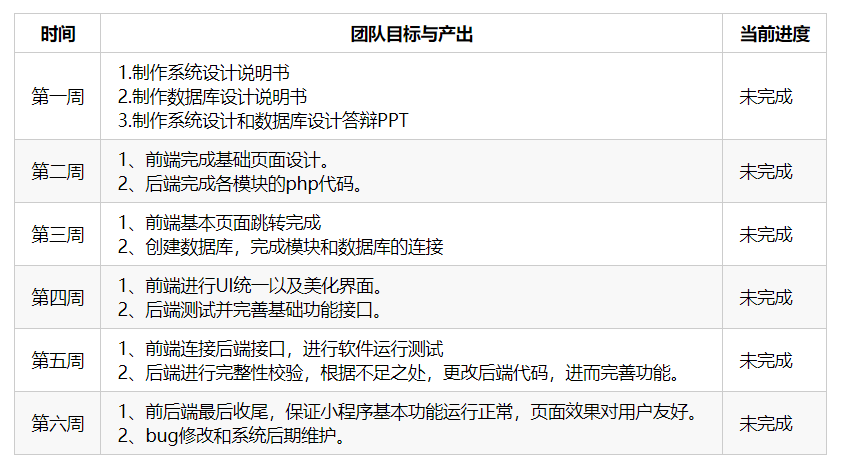 时间 团队目标与产出 当前进度
第一周 1.制作系统设计说明书 未完成
2.制作数据库设计说明书
3.制作系统设计和数据库设计答辩PPT
第二周 1、前端完成基础页面设计。 未完成
2、后端完成各模块的php代码。
第三周 1、前端基本页面跳转完成 未完成
2、创建数据库，完成模块和数据库的连接
第四周 1、前端进行UI统一以及美化界面。 未完成
2、后端测试并完善基础功能接口。
第五周 1、前端连接后端接口，进行软件运行测试 未完成
2、后端进行完整性校验，根据不足之处，更改后端代码，进而完善功能。
第六周 1、前后端最后收尾，保证小程序基本功能运行正常，页面效果对用户友好。 未完成
2、bug修改和系统后期维护。